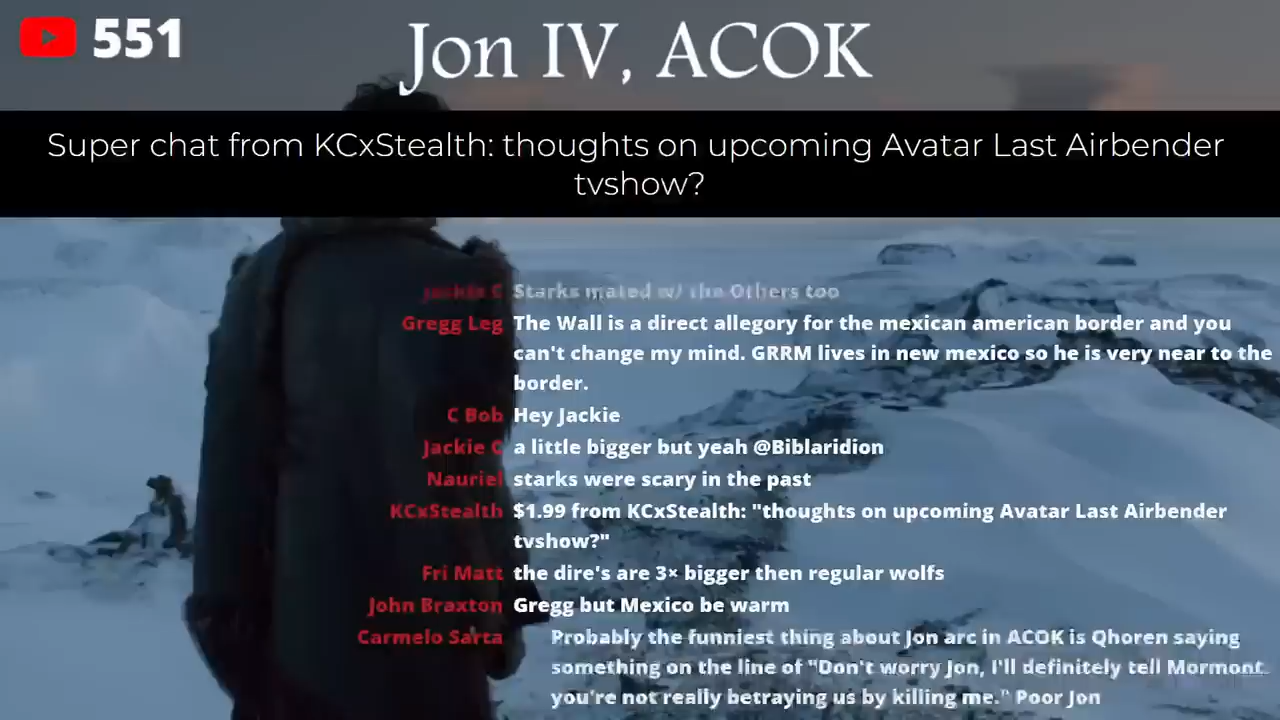 551
Jon IV, ACOK
Super chat from KCxStealth: thoughts on upcoming Avatar Last Airbender
tvshow?
Jackie C Starks mated w/ the Others too
Gregg Leg The Wall is a direct allegory for the mexican american border and you
can't change my mind. GRRM lives in new mexico so he is very near to the
border.
C Bob Hey Jackie
Jackie C a little bigger but yeah @Biblaridion
Nauriel starks were scary in the past
KCxStealth $1.99 from KCxStealth: "thoughts on upcoming Avatar Last Airbender
tvshow?"
Fri Matt the dire's are 3× bigger then regular wolfs
John Braxton Gregg but Mexico be warm
Carmelo Sarta Probably the funniest thing about Jon arc in ACOK is Qhoren saying
something on the line of "Don't worry Jon, I'll definitely tell Mormont
you're not really betraying us by killing me." Poor Jon